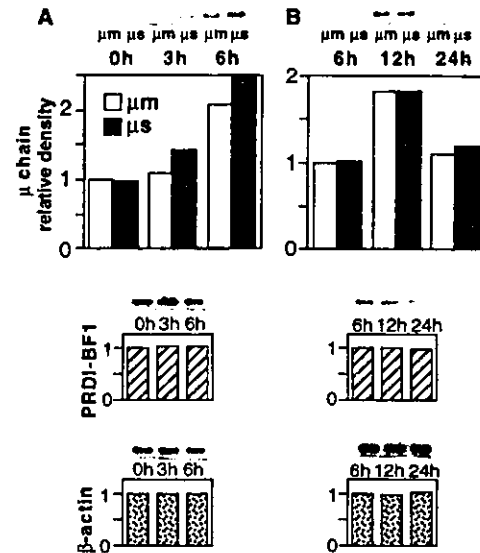 A
μm μs μm μs μm μs
0h 3h 6h
μ chain
relative density
2
1
0
μm
μs
B
μm μs μm μs μm μs
6h 12h 24h
2
1
0
PRDI-BF1
0h 3h 6h
1
0
6h 12h 24h
1
0
β-actin
0h 3h 6h
1
0
6h 12h 24h
1
0